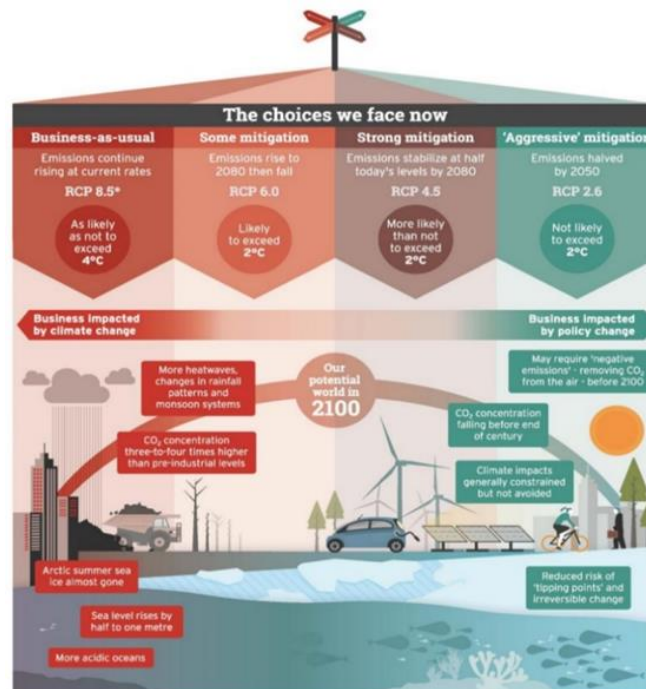 The choices we face now
Business-as-usual
Emissions continue
rising at current rates
RCP 8.5*
As likely
as not to
exceed
4°C
Some mitigation
Emissions rise to
2080 then fall
RCP 6.0
Likely
to exceed
2°C
Strong mitigation
Emissions stabilize at half
today's levels by 2080
RCP 4.5
More likely
than not
to exceed
2°C
'Aggressive' mitigation
Emissions halved
by 2050
RCP 2.6
Not likely
to exceed
2°C
Business impacted
by climate change
Business impacted
by policy change
More heatwaves,
changes in rainfall
patterns and
monsoon systems
CO₂ concentration
three-to-four times higher
than pre-industrial levels
Our
potential
world in
2100
May require 'negative
emissions' - removing CO₂
from the air - before 2100
CO₂ concentration
falling before end
of century
Climate impacts
generally constrained
but not avoided
Arctic summer sea
ice almost gone
Sea level rises by
half to one metre
More acidic oceans
Reduced risk of
'tipping points' and
irreversible change